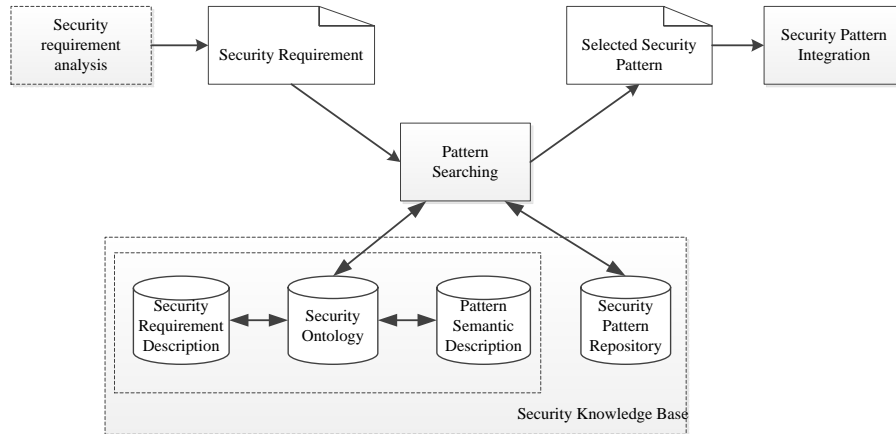 Security
requirement
analysis
Security Requirement
Selected Security
Pattern
Security Pattern
Integration
Pattern
Searching
Security
Requirement
Description
Security
Ontology
Pattern
Semantic
Description
Security
Pattern
Repository
Security Knowledge Base